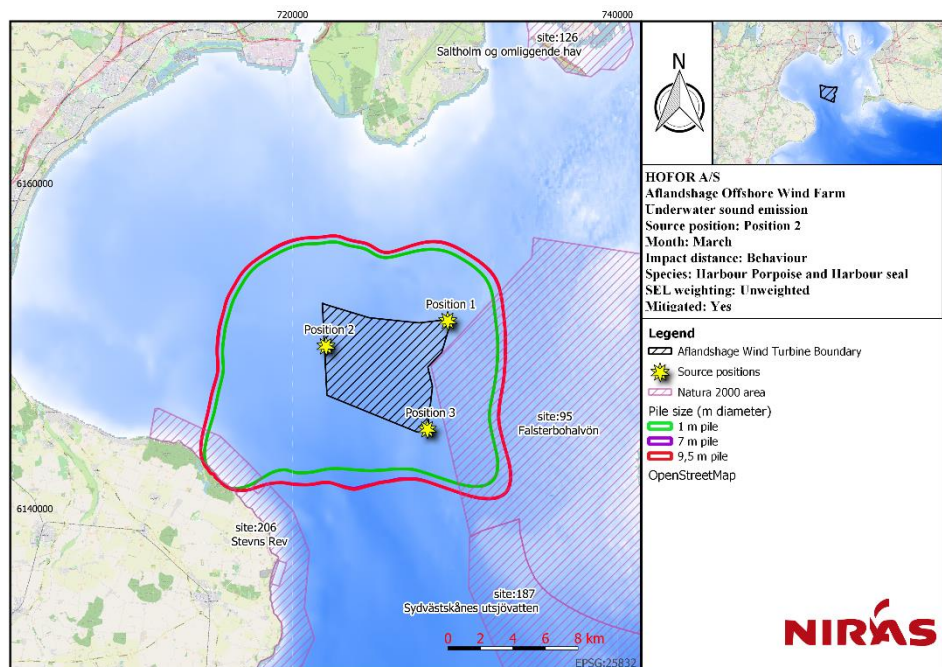 720000
740000
6160000
6140000
site:126
Saltholm og omliggende hav
Position 1
Position 2
Position 3
site:95
Falsterbohalvön
site:206
Stevns Rev
site:187
Sydvästskånes utsjövatten
0 2 4 6 8 km
EPSG:25832
N
HOFOR A/S
Aflandshage Offshore Wind Farm
Underwater sound emission
Source position: Position 2
Month: March
Impact distance: Behaviour
Species: Harbour Porpoise and Harbour seal
SEL weighting: Unweighted
Mitigated: Yes
Legend
Aflandshage Wind Turbine Boundary
Source positions
Natura 2000 area
Pile size (m diameter)
1 m pile
7 m pile
9,5 m pile
OpenStreetMap
NIRAS